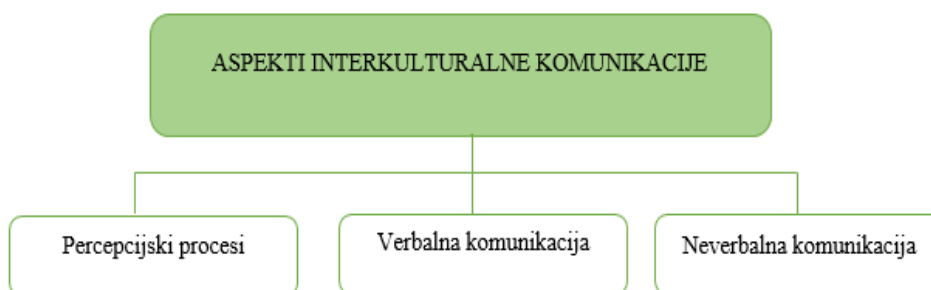 ASPEKTI INTERKULTURALNE KOMUNIKACIJE
Percepcijski procesi
Verbalna komunikacija
Neverbalna komunikacija